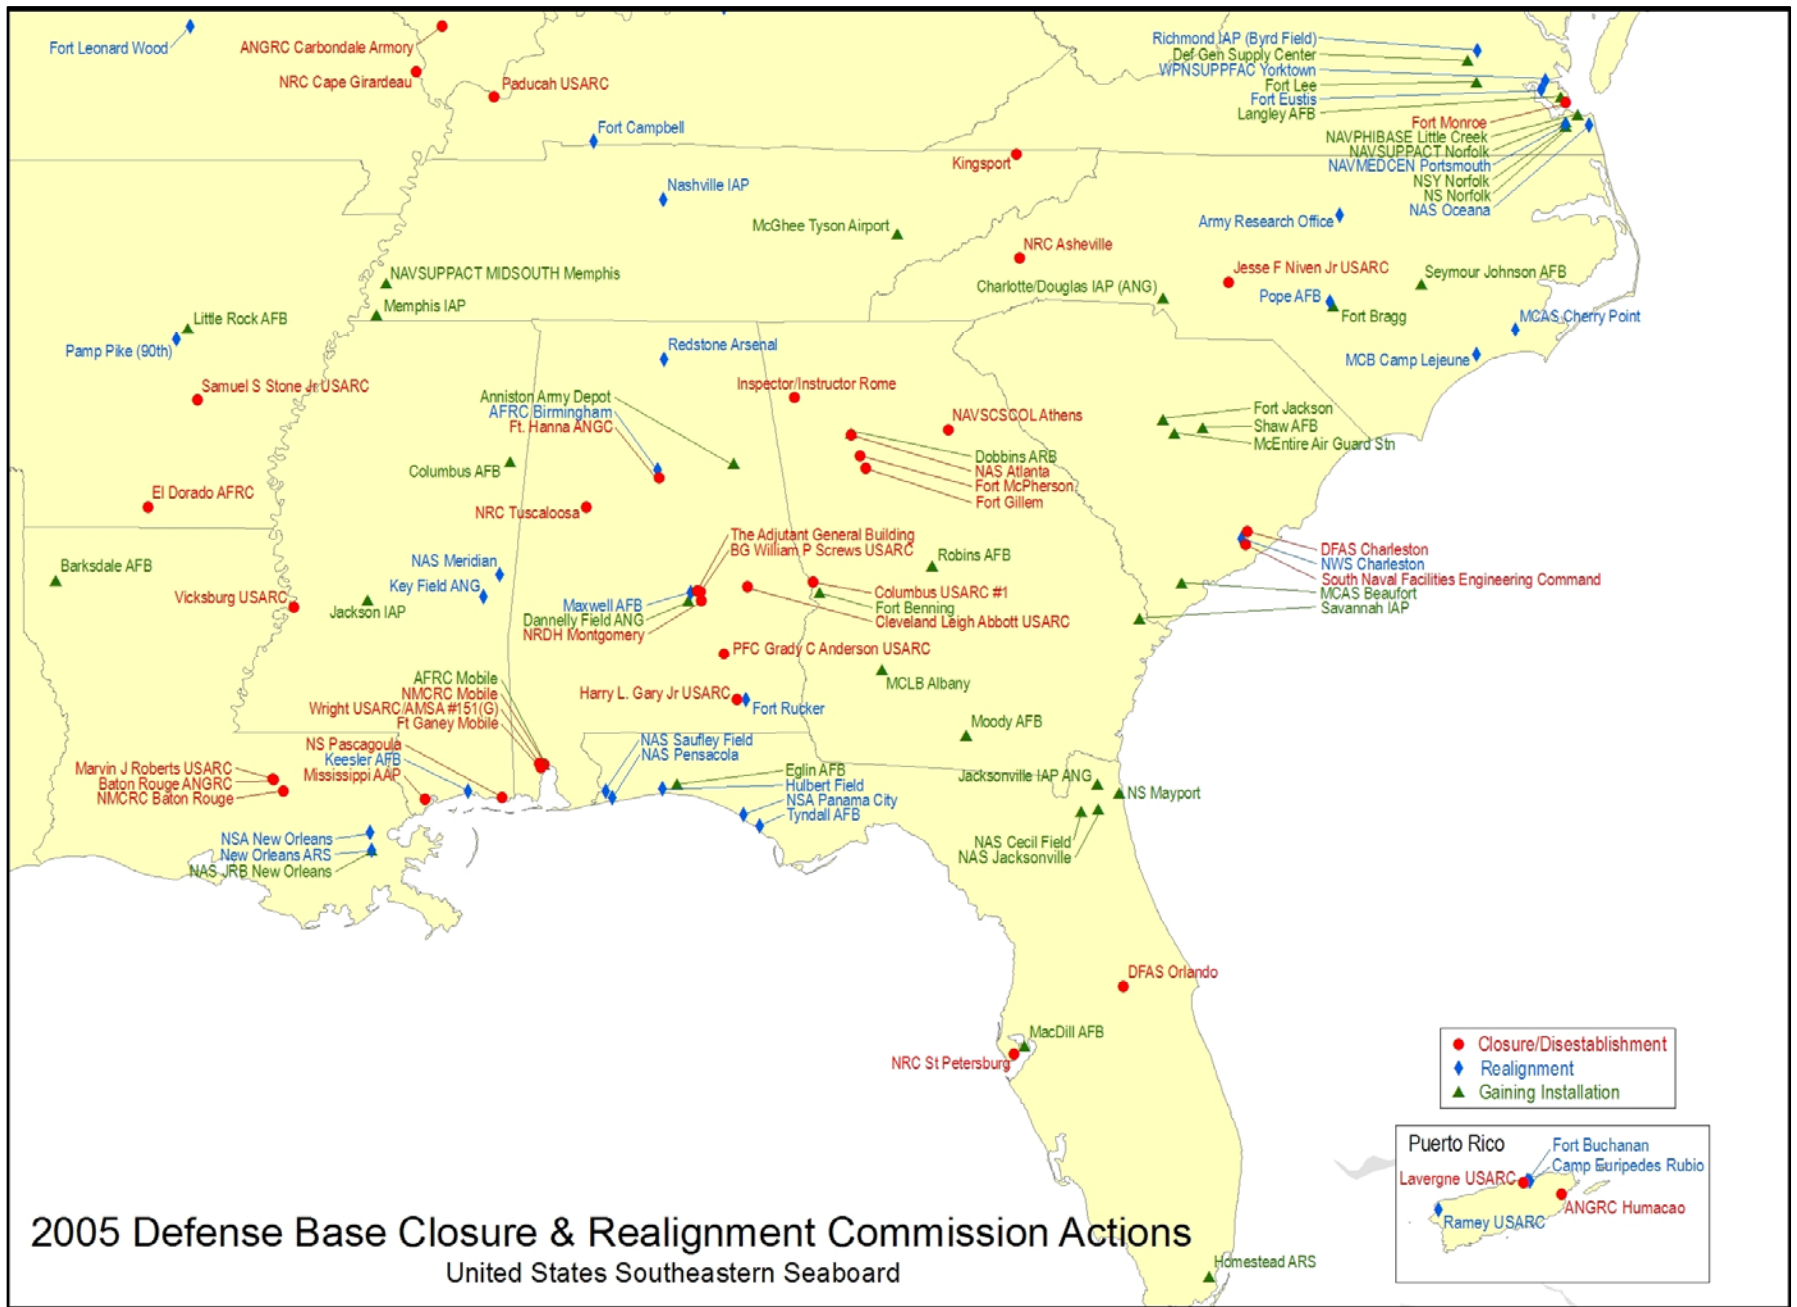 Fort Leonard Wood
ANGRC Carbondale Armory
NRC Cape Girardeau
Paducah USARC
Fort Campbell
Nashville IAP
Kingsport
McGhee Tyson Airport
NRC Asheville
Charlotte/Douglas IAP (ANG)
Richmond IAP (Byrd Field)
Def Gen Supply Center
WPNSUPPFAC Yorktown
Fort Lee
Fort Eustis
Langley AFB
Fort Monroe
NAVPHIBASE Little Creek
NAVSUPPACT Norfolk
NAVMEDCEN Portsmouth
NSY Norfolk
NS Norfolk
NAS Oceana
Army Research Office
Jesse F Niven Jr USARC
Seymour Johnson AFB
Pope AFB
Fort Bragg
MCAS Cherry Point
MCB Camp Lejeune
NAVSUPPACT MIDSOUTH Memphis
Memphis IAP
Little Rock AFB
Pamp Pike (90th)
Samuel S Stone Jr USARC
El Dorado AFRC
Redstone Arsenal
Anniston Army Depot
AFRC Birmingham
Ft. Hanna ANGC
Columbus AFB
NRC Tuscaloosa
Inspector/Instructor Rome
NAVSCSCOL Athens
Dobbins ARB
NAS Atlanta
Fort McPherson
Fort Gillem
Fort Jackson
Shaw AFB
McEntire Air Guard Stn
DFAS Charleston
NWS Charleston
South Naval Facilities Engineering Command
MCAS Beaufort
Savannah IAP
Barksdale AFB
Vicksburg USARC
Jackson IAP
NAS Meridian
Key Field ANG
The Adjutant General Building
BG William P Screws USARC
Maxwell AFB
Dannelly Field ANG
NRDH Montgomery
Robins AFB
Columbus USARC #1
Fort Benning
Cleveland Leigh Abbott USARC
PFC Grady C Anderson USARC
Harry L. Gary Jr USARC
Fort Rucker
MCLB Albany
Moody AFB
AFRC Mobile
NMCRC Mobile
Wright USARC/AMSA #151(G)
Ft Ganey Mobile
NS Pascagoula
Keesler AFB
Mississippi AAP
Marvin J Roberts USARC
Baton Rouge ANGRC
NMCRC Baton Rouge
NSA New Orleans
New Orleans ARS
NAS JRB New Orleans
NAS Saufley Field
NAS Pensacola
Eglin AFB
Hulbert Field
NSA Panama City
Tyndall AFB
Jacksonville IAP ANG
NS Mayport
NAS Cecil Field
NAS Jacksonville
DFAS Orlando
MacDill AFB
NRC St Petersburg
Homestead ARS
Closure/Disestablishment
Realignment
Gaining Installation
Puerto Rico
Fort Buchanan
Camp Euripedes Rubio
Lavergne USARC
ANGRC Humacao
Ramey USARC
2005 Defense Base Closure & Realignment Commission Actions
United States Southeastern Seaboard